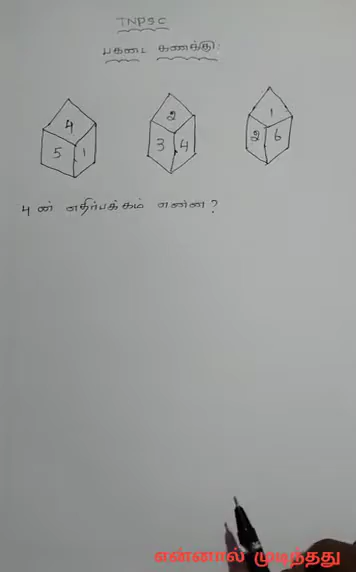 TNPSC
பகடை கணக்கு:
4 2 1
5 1 3 4 2 6
4 ன் எதிர்பக்கம் என்ன?
என்னால் முடித்தது